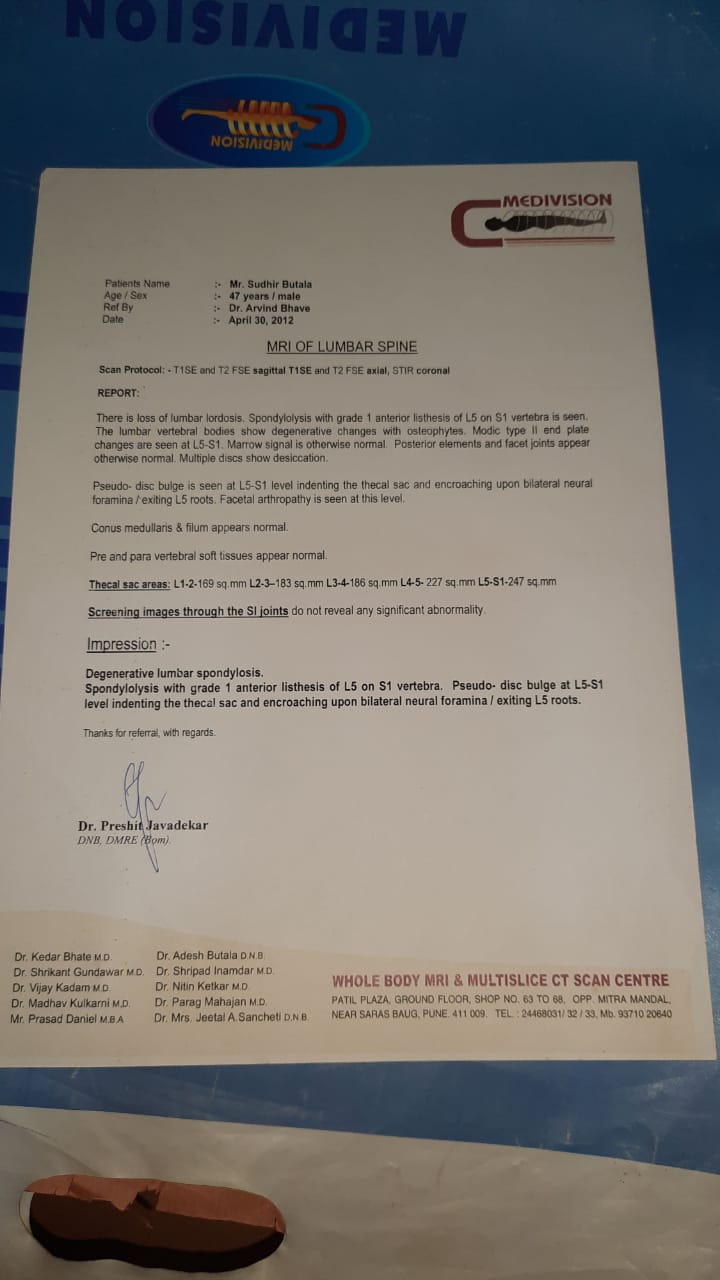 MEDIVISION
MEDIVISION
MEDIVISION
Patients Name :- Mr. Sudhir Butala
Age / Sex :- 47 years / male
Ref By :- Dr. Arvind Bhave
Date :- April 30, 2012
MRI OF LUMBAR SPINE
Scan Protocol: - T1SE and T2 FSE sagittal T1SE and T2 FSE axial, STIR coronal
REPORT:
There is loss of lumbar lordosis. Spondylolysis with grade 1 anterior listhesis of L5 on S1 vertebra is seen.
The lumbar vertebral bodies show degenerative changes with osteophytes. Modic type II end plate
changes are seen at L5-S1. Marrow signal is otherwise normal. Posterior elements and facet joints appear
otherwise normal. Multiple discs show desiccation.
Pseudo- disc bulge is seen at L5-S1 level indenting the thecal sac and encroaching upon bilateral neural
foramina / exiting L5 roots. Facetal arthropathy is seen at this level.
Conus medullaris & filum appears normal.
Pre and para vertebral soft tissues appear normal.
Thecal sac areas: L1-2-169 sq.mm L2-3–183 sq.mm L3-4-186 sq.mm L4-5- 227 sq.mm L5-S1-247 sq.mm
Screening images through the SI joints do not reveal any significant abnormality.
Impression :-
Degenerative lumbar spondylosis.
Spondylolysis with grade 1 anterior listhesis of L5 on S1 vertebra. Pseudo- disc bulge at L5-S1
level indenting the thecal sac and encroaching upon bilateral neural foramina / exiting L5 roots.
Thanks for referral, with regards.
Dr. Preshit Javadekar
DNB, DMRE (Bom).
Dr. Kedar Bhate M.D.
Dr. Shrikant Gundawar M.D.
Dr. Vijay Kadam M.D.
Dr. Madhav Kulkarni M.D.
Mr. Prasad Daniel M.B.A
Dr. Adesh Butala D.N.B.
Dr. Shripad Inamdar M.D.
Dr. Nitin Ketkar M.D.
Dr. Parag Mahajan M.D.
Dr. Mrs. Jeetal A.Sancheti D.N.B.
WHOLE BODY MRI & MULTISLICE CT SCAN CENTRE
PATIL PLAZA, GROUND FLOOR, SHOP NO. 63 TO 68, OPP. MITRA MANDAL,
NEAR SARAS BAUG, PUNE. 411 009. TEL. : 24468031/ 32 / 33, Mb. 93710 20640